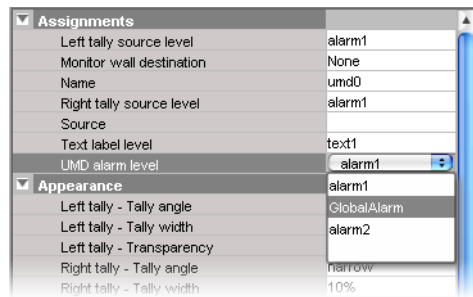 Assignments
Left tally source level alarm1
Monitor wall destination None
Name umd0
Right tally source level alarm1
Source
Text label level text1
UMD alarm level alarm1
Appearance alarm1
Left tally - Tally angle GlobalAlarm
Left tally - Tally width alarm2
Left tally - Transparency
Right tally - Tally angle narrow
Right tally - Tally width 10%